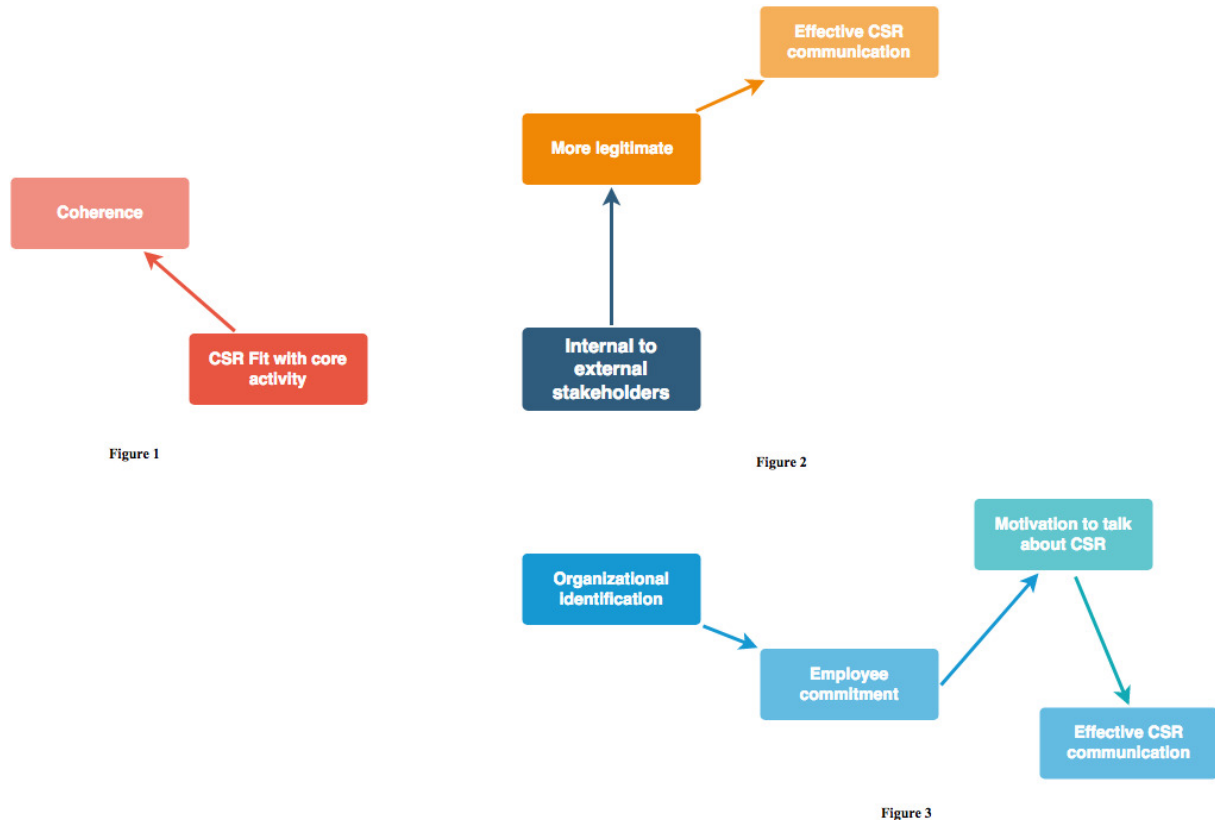 Coherence
CSR Fit with core
activity
Figure 1
Effective CSR
communication
More legitimate
Internal to
external
stakeholders
Figure 2
Organizational
identification
Employee
commitment
Motivation to talk
about CSR
Effective CSR
communication
Figure 3